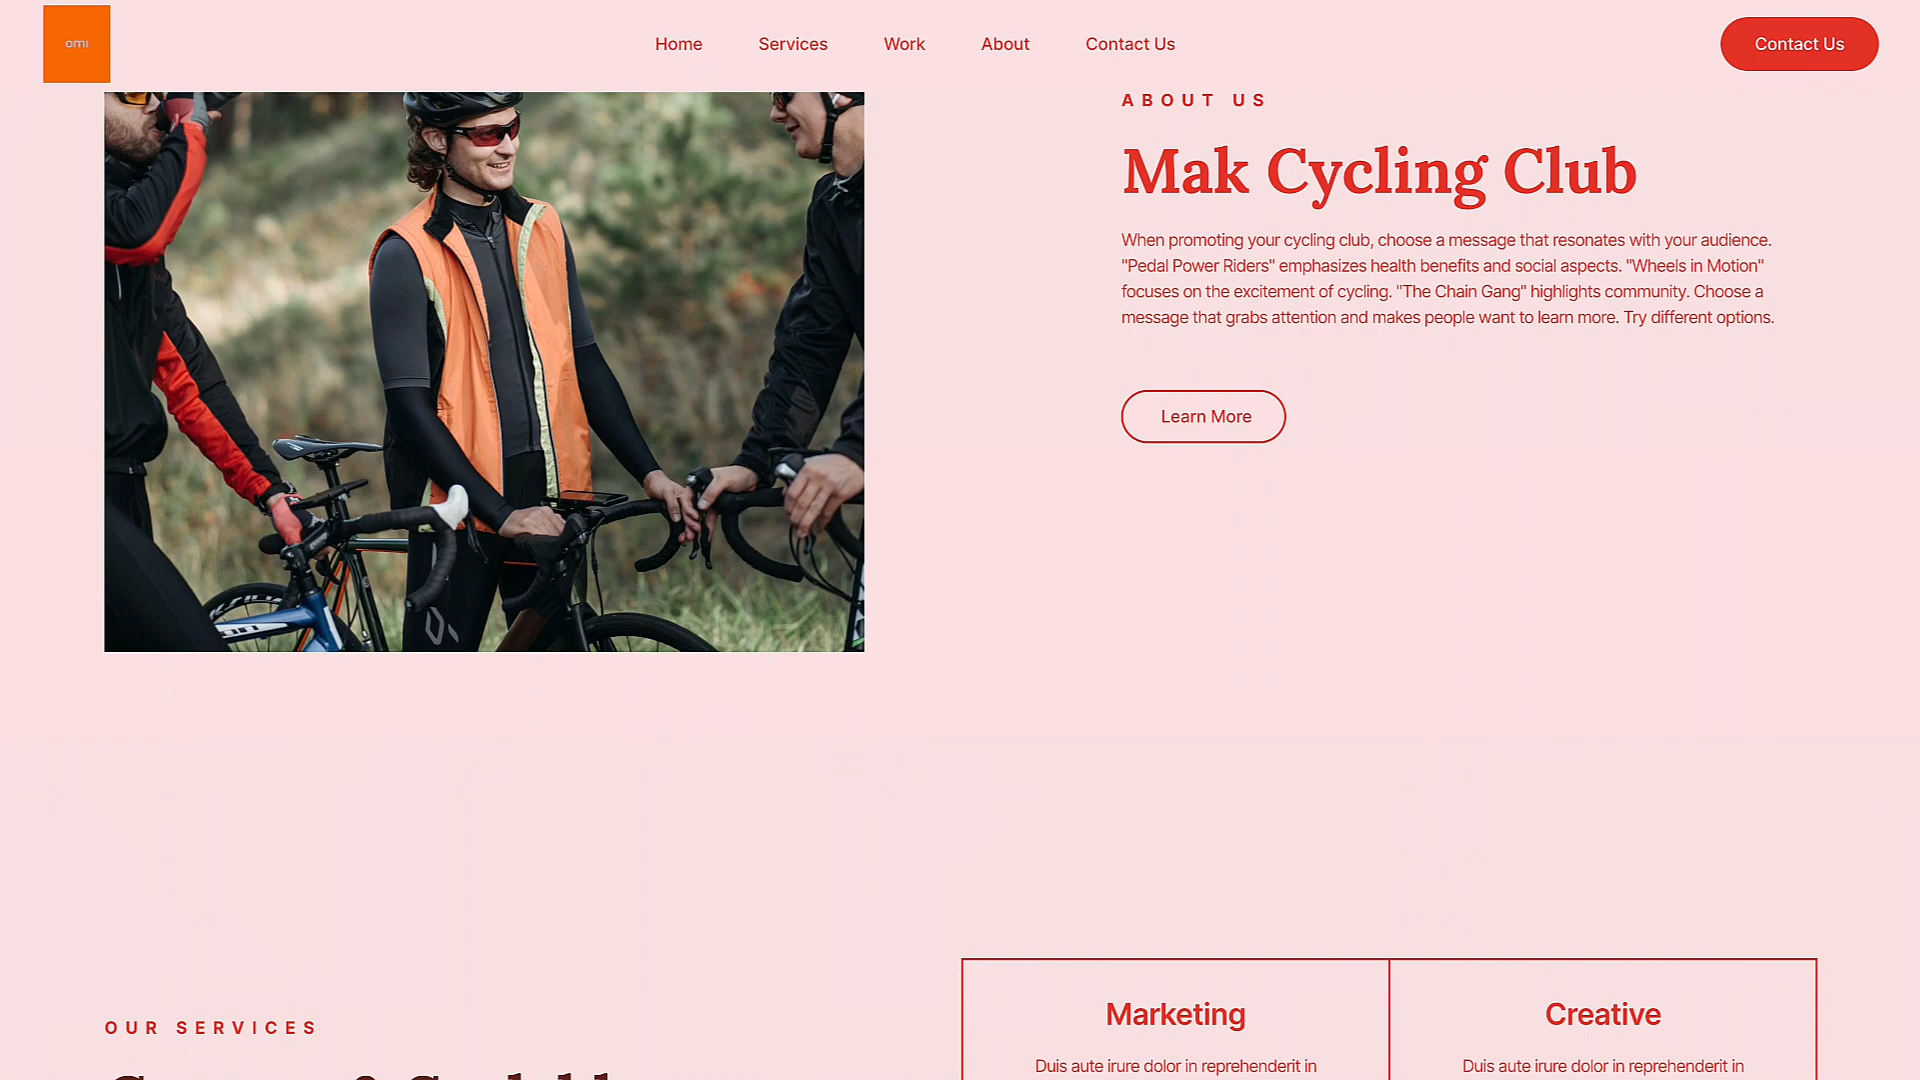 omi
Home Services Work About Contact Us
Contact Us
ABOUT US
Mak Cycling Club
When promoting your cycling club, choose a message that resonates with your audience.
"Pedal Power Riders" emphasizes health benefits and social aspects. "Wheels in Motion"
focuses on the excitement of cycling. "The Chain Gang" highlights community. Choose a
message that grabs attention and makes people want to learn more. Try different options.
Learn More
OUR SERVICES
Marketing
Duis aute irure dolor in reprehenderit in
Creative
Duis aute irure dolor in reprehenderit in